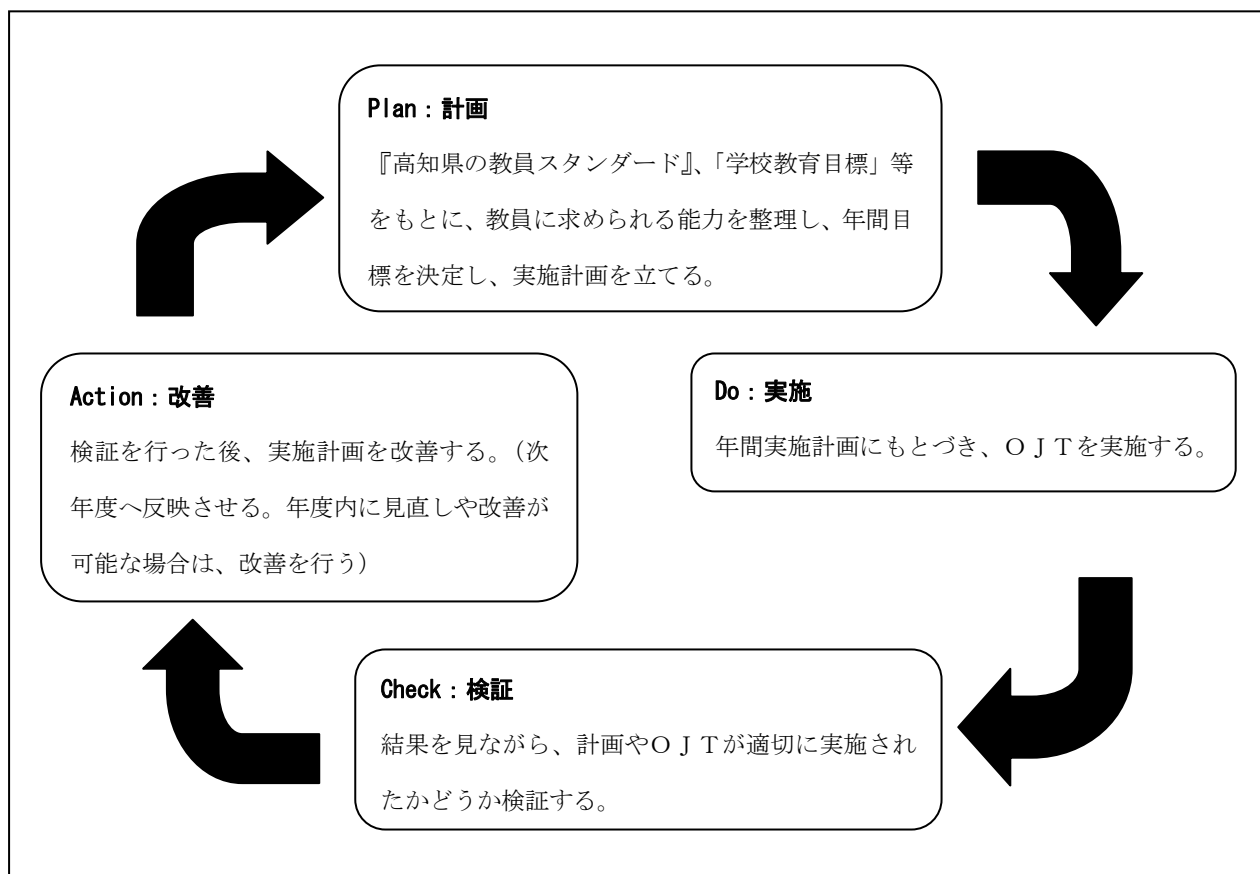 Plan：計画
『高知県の教員スタンダード』、「学校教育目標」等
をもとに、教員に求められる能力を整理し、年間目
標を決定し、実施計画を立てる。
Do：実施
年間実施計画にもとづき、ＯＪＴを実施する。
Check：検証
結果を見ながら、計画やＯＪＴが適切に実施され
たかどうか検証する。
Action：改善
検証を行った後、実施計画を改善する。（次
年度へ反映させる。年度内に見直しや改善が
可能な場合は、改善を行う）